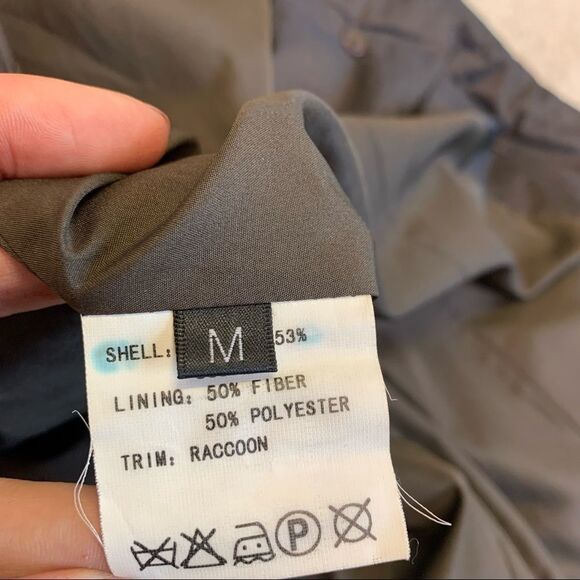 SHELL: M 53%
LINING: 50% FIBER
50% POLYESTER
TRIM: RACCOON
P